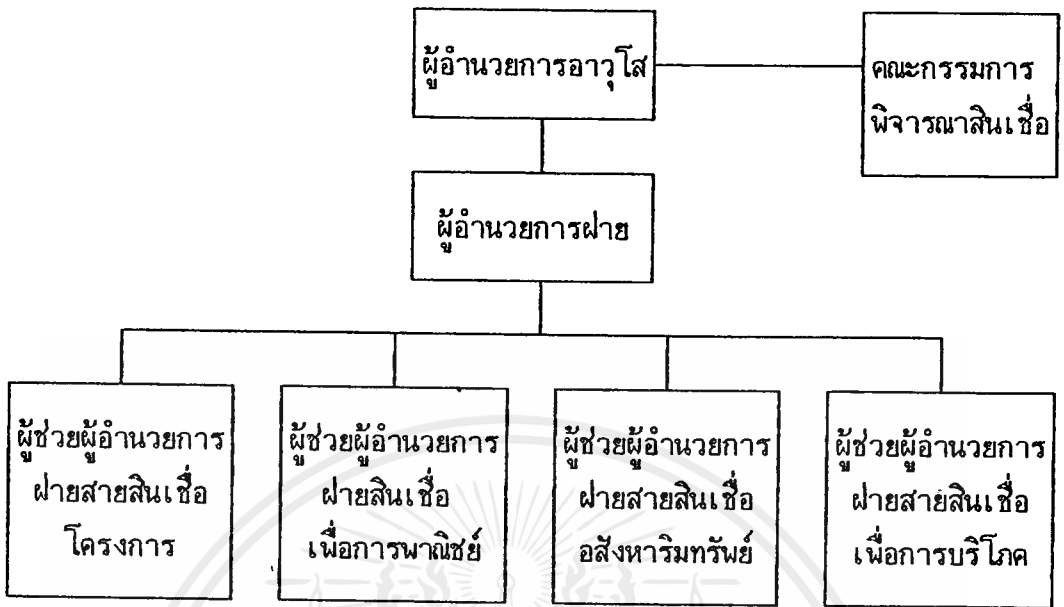 ผู้อำนวยการอาวุโส
คณะกรรมการ
พิจารณาสินเชื่อ
ผู้อำนวยการฝ่าย
ผู้ช่วยผู้อำนวยการ
ฝ่ายสายสินเชื่อ
โครงการ
ผู้ช่วยผู้อำนวยการ
ฝ่ายสินเชื่อ
เพื่อการพาณิชย์
ผู้ช่วยผู้อำนวยการ
ฝ่ายสายสินเชื่อ
อสังหาริมทรัพย์
ผู้ช่วยผู้อำนวยการ
ฝ่ายสายสินเชื่อ
เพื่อการบริโภค